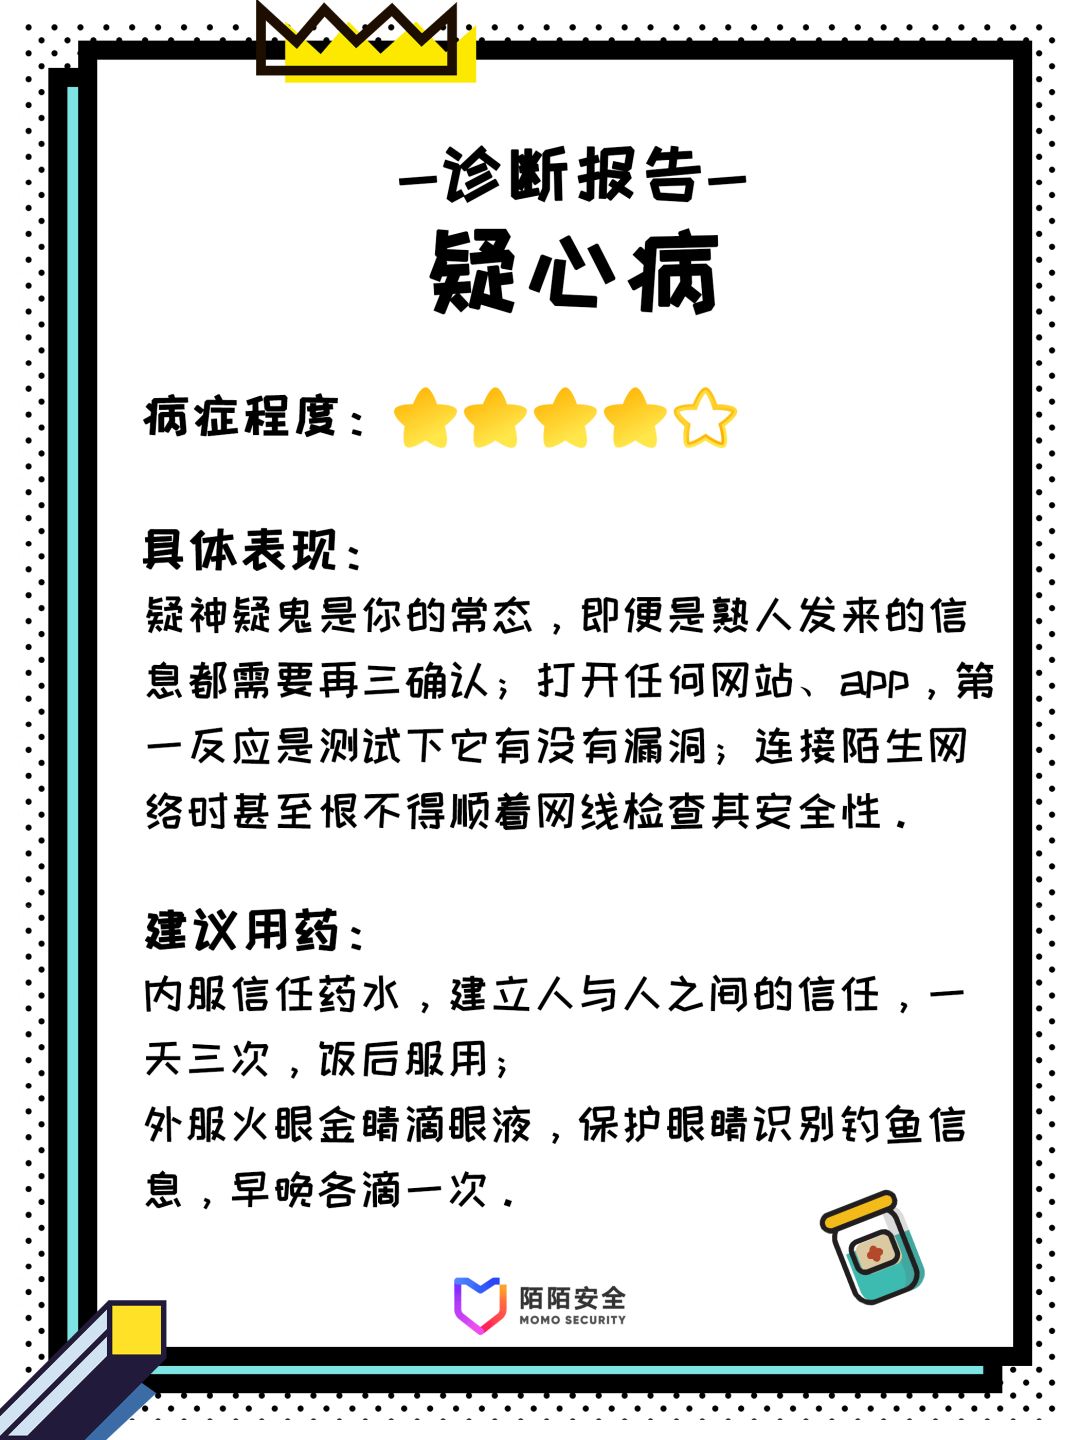 -诊断报告-
疑心病
病症程度：
具体表现：
疑神疑鬼是你的常态，即便是熟人发来的信
息都需要再三确认；打开任何网站、app，第
一反应是测试下它有没有漏洞；连接陌生网
络时甚至恨不得顺着网线检查其安全性．
建议用药：
内服信任药水，建立人与人之间的信任，一
天三次，饭后服用；
外服火眼金睛滴眼液，保护眼睛识别钓鱼信
息，早晚各滴一次．
陌陌安全
MOMO SECURITY